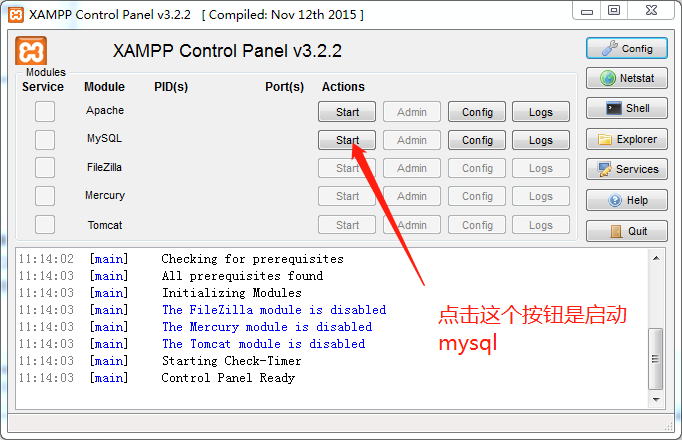 XAMPP Control Panel v3.2.2 [ Compiled: Nov 12th 2015 ]
XAMPP Control Panel v3.2.2
Config
Modules
Service Module PID(s) Port(s) Actions
Netstat
Apache Start Admin Config Logs
Shell
MySQL Start Admin Config Logs
Explorer
FileZilla Start Admin Config Logs
Services
Mercury Start Admin Config Logs
Help
Tomcat Start Admin Config Logs
Quit
11:14:02 [main] Checking for prerequisites
11:14:03 [main] All prerequisites found
11:14:03 [main] Initializing Modules
11:14:03 [main] The FileZilla module is disabled
11:14:03 [main] The Mercury module is disabled
11:14:03 [main] The Tomcat module is disabled
11:14:03 [main] Starting Check-Timer
11:14:03 [main] Control Panel Ready
点击这个按钮是启动
mysql